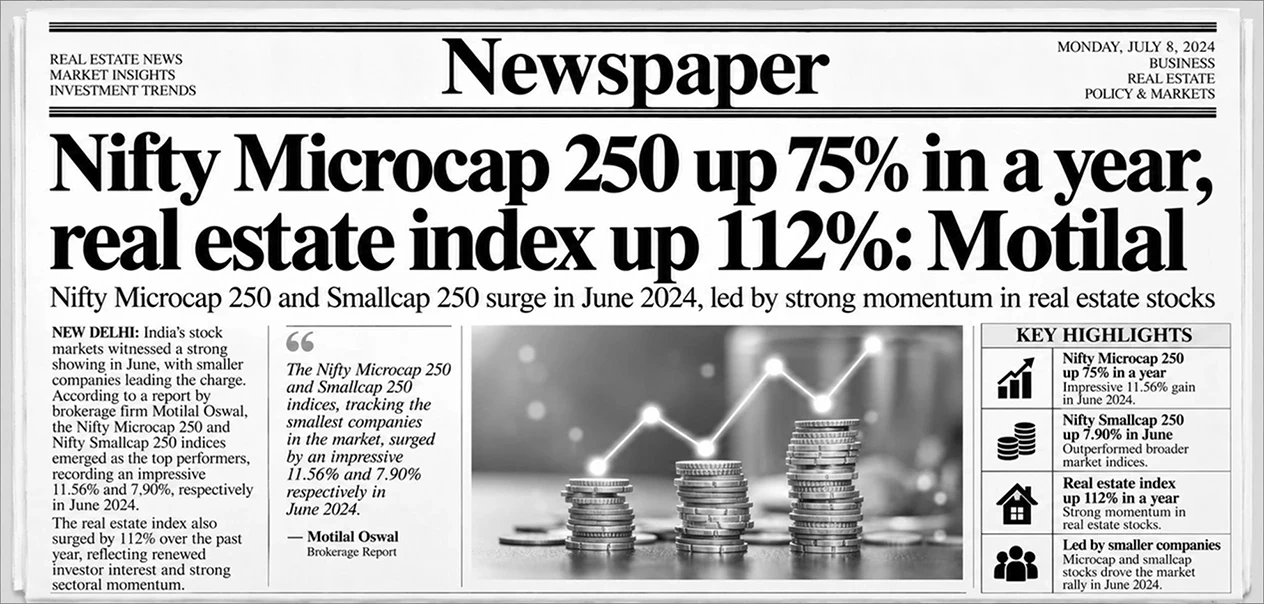 REAL ESTATE NEWS
MARKET INSIGHTS
INVESTMENT TRENDS
Newspaper
MONDAY, JULY 8, 2024
BUSINESS
REAL ESTATE
POLICY & MARKETS
Nifty Microcap 250 up 75% in a year,
real estate index up 112%: Motilal
Nifty Microcap 250 and Smallcap 250 surge in June 2024, led by strong momentum in real estate stocks
NEW DELHI: India's stock
markets witnessed a strong
showing in June, with smaller
companies leading the charge.
According to a report by
brokerage firm Motilal Oswal,
the Nifty Microcap 250 and
Nifty Smallcap 250 indices
emerged as the top performers,
recording an impressive
11.56% and 7.90%, respectively
in June 2024.
The real estate index also
surged by 112% over the past
year, reflecting renewed
investor interest and strong
sectoral momentum.
“
The Nifty Microcap 250
and Smallcap 250
indices, tracking the
smallest companies
in the market, surged
by an impressive
11.56% and 7.90%
respectively in
June 2024.
— Motilal Oswal
Brokerage Report
KEY HIGHLIGHTS
Nifty Microcap 250
up 75% in a year
Impressive 11.56% gain
in June 2024.
Nifty Smallcap 250
up 7.90% in June
Outperformed broader
market indices.
Real estate index
up 112% in a year
Strong momentum in
real estate stocks.
Led by smaller companies
Microcap and smallcap
stocks drove the market
rally in June 2024.